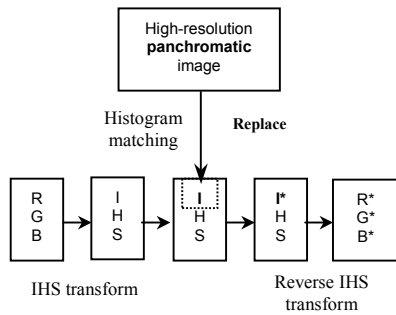 High-resolution
panchromatic
image
Histogram
matching
Replace
R
G
B
I
H
S
I
H
S
I*
H
S
R*
G*
B*
IHS transform
Reverse IHS
transform